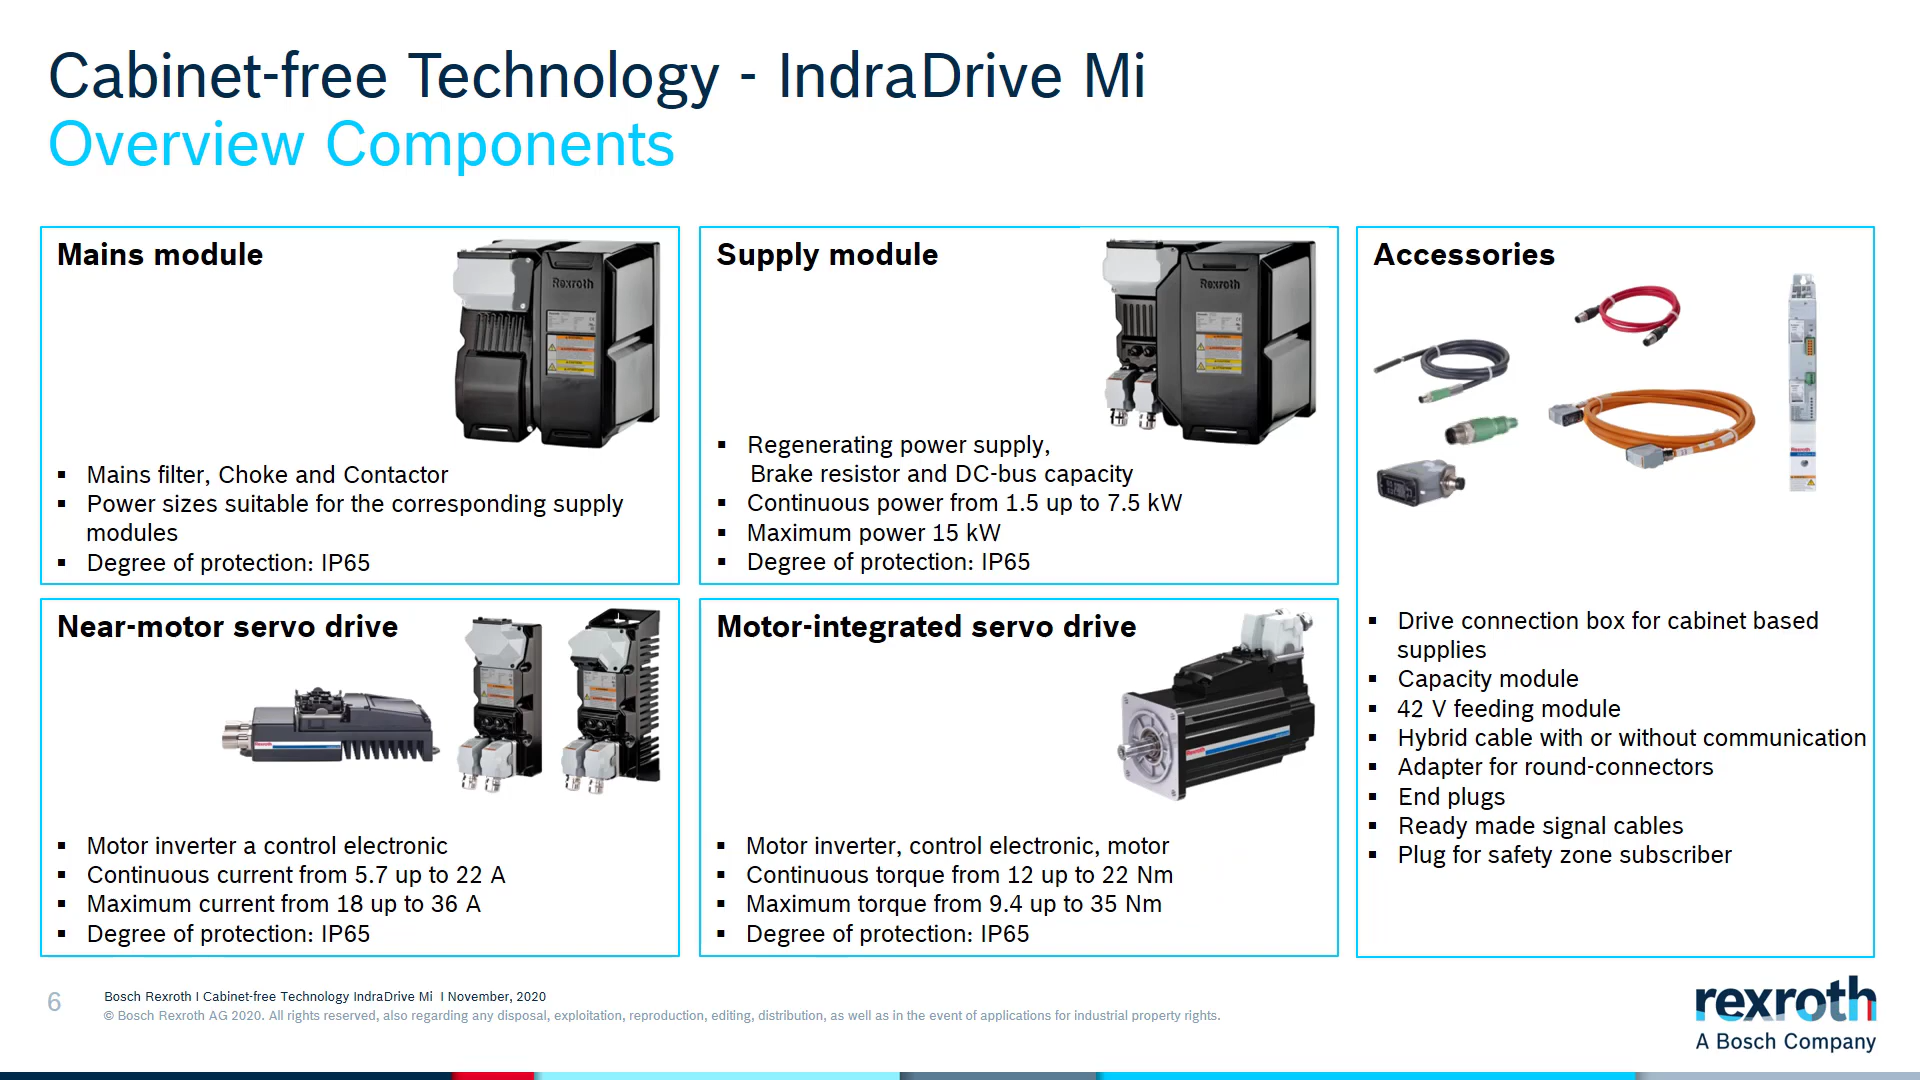 Cabinet-free Technology - IndraDrive Mi
Overview Components
Mains module
Rexroth
▪ Mains filter, Choke and Contactor
▪ Power sizes suitable for the corresponding supply
modules
▪ Degree of protection: IP65
Supply module
Rexroth
▪ Regenerating power supply,
Brake resistor and DC-bus capacity
▪ Continuous power from 1.5 up to 7.5 kW
▪ Maximum power 15 kW
▪ Degree of protection: IP65
Near-motor servo drive
▪ Motor inverter a control electronic
▪ Continuous current from 5.7 up to 22 A
▪ Maximum current from 18 up to 36 A
▪ Degree of protection: IP65
Motor-integrated servo drive
Rexroth
▪ Motor inverter, control electronic, motor
▪ Continuous torque from 12 up to 22 Nm
▪ Maximum torque from 9.4 up to 35 Nm
▪ Degree of protection: IP65
Accessories
Rexroth
▪ Drive connection box for cabinet based
supplies
▪ Capacity module
▪ 42 V feeding module
▪ Hybrid cable with or without communication
▪ Adapter for round-connectors
▪ End plugs
▪ Ready made signal cables
▪ Plug for safety zone subscriber
6
Bosch Rexroth I Cabinet-free Technology IndraDrive Mi I November, 2020
© Bosch Rexroth AG 2020. All rights reserved, also regarding any disposal, exploitation, reproduction, editing, distribution, as well as in the event of applications for industrial property rights.
rexroth
A Bosch Company